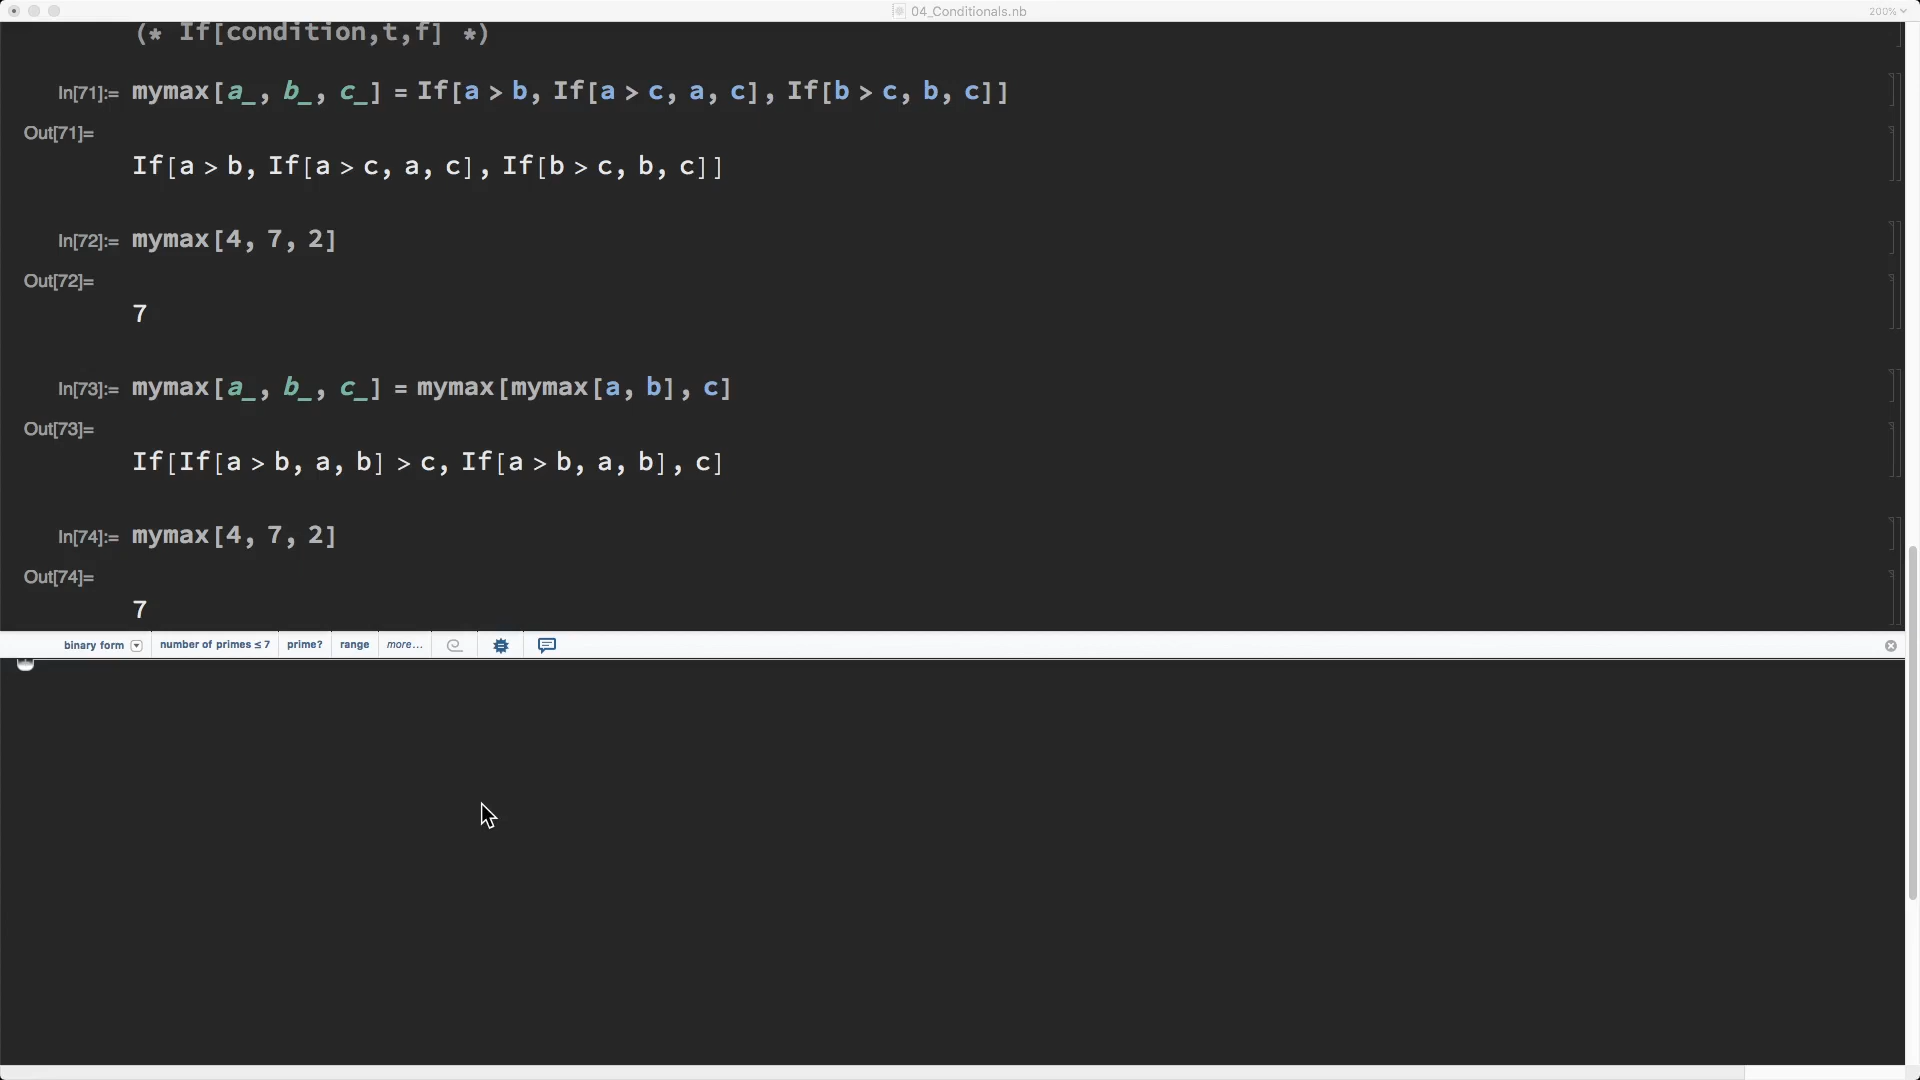 04_Conditionals.nb
200%
(* If[condition,t,f] *)
In[71]:= mymax[a_, b_, c_] = If[a > b, If[a > c, a, c], If[b > c, b, c]]
Out[71]=
If[a > b, If[a > c, a, c], If[b > c, b, c]]
In[72]:= mymax[4, 7, 2]
Out[72]=
7
In[73]:= mymax[a_, b_, c_] = mymax[mymax[a, b], c]
Out[73]=
If[If[a > b, a, b] > c, If[a > b, a, b], c]
In[74]:= mymax[4, 7, 2]
Out[74]=
7
binary form number of primes ≤ 7 prime? range more...